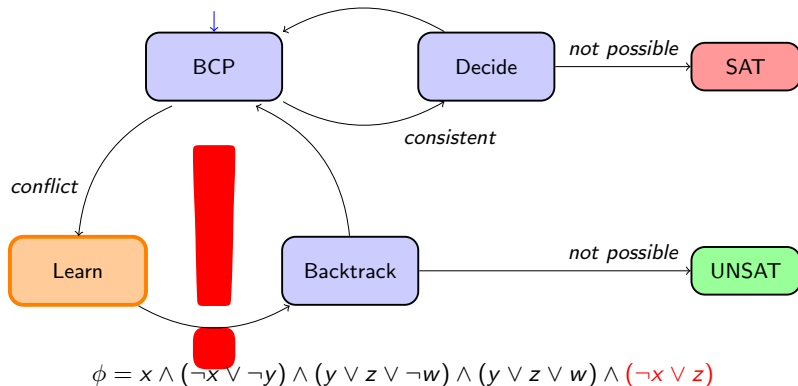 BCP
Decide
not possible
SAT
consistent
conflict
Learn
Backtrack
not possible
UNSAT
ϕ = x ∧ (¬x ∨ ¬y) ∧ (y ∨ z ∨ ¬w) ∧ (y ∨ z ∨ w) ∧ (¬x ∨ z)
!